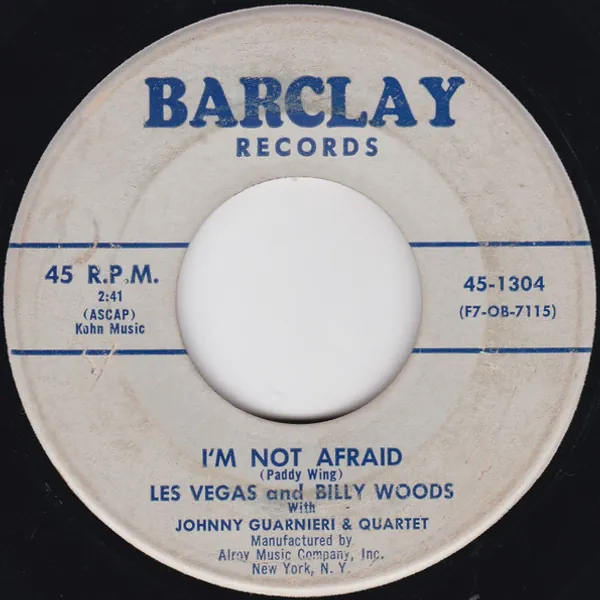 BARCLAY
RECORDS
45 R.P.M.
2:41
(ASCAP)
Kohn Music
45-1304
(F7-OB-7115)
I'M NOT AFRAID
(Paddy Wing)
LES VEGAS and BILLY WOODS
With
JOHNNY GUARNIERI & QUARTET
Manufactured by
Alroy Music Company, Inc.
New York, N. Y.